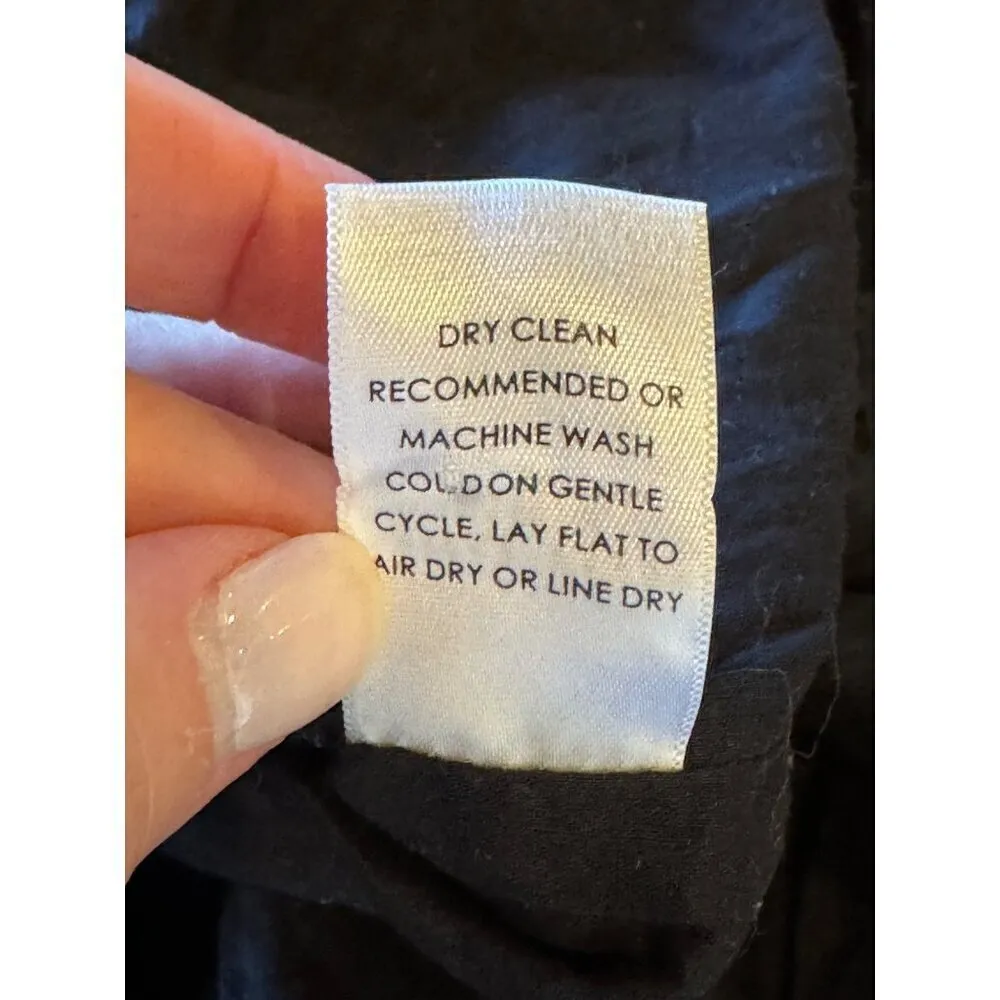 DRY CLEAN
RECOMMENDED OR
MACHINE WASH
COLD ON GENTLE
CYCLE, LAY FLAT TO
AIR DRY OR LINE DRY